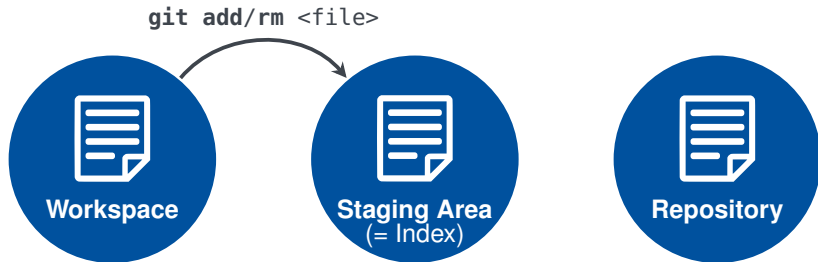 git add/rm <file>
Workspace
Staging Area
(= Index)
Repository